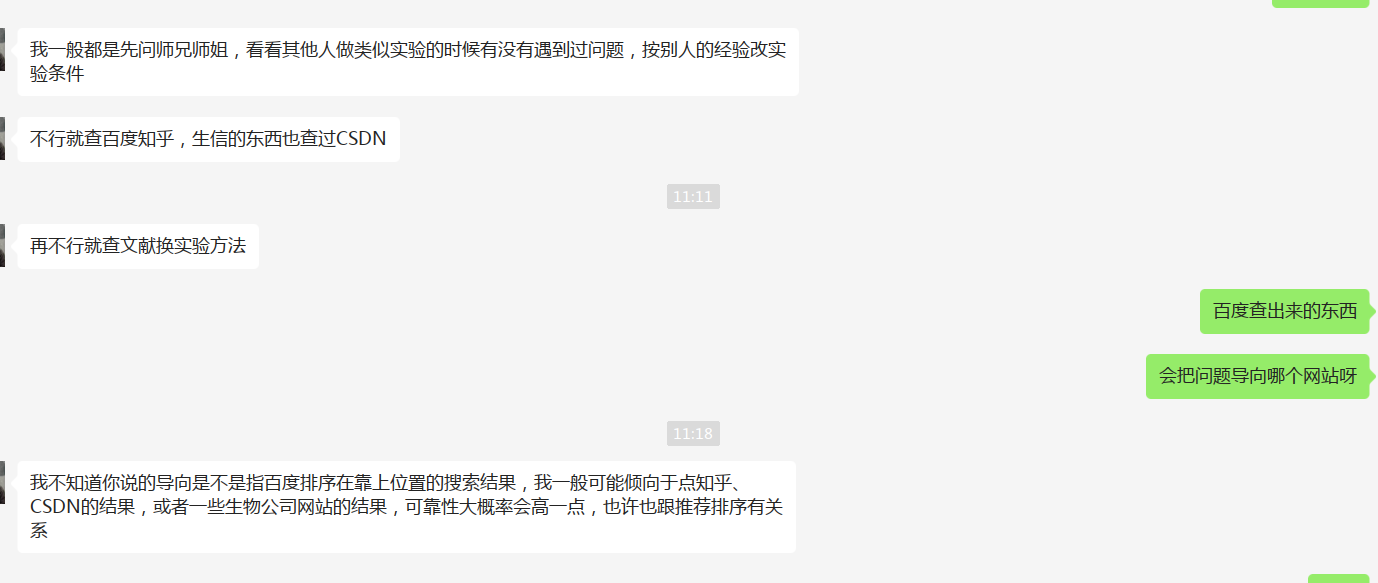 我一般都是先问师兄师姐，看看其他人做类似实验的时候有没有遇到过问题，按别人的经验改实
验条件
不行就查百度知乎，生信的东西也查过CSDN
11:11
再不行就查文献换实验方法
百度查出来的东西
会把问题导向哪个网站呀
11:18
我不知道你说的导向是不是指百度排序在靠上位置的搜索结果，我一般可能倾向于点知乎、
CSDN的结果，或者一些生物公司网站的结果，可靠性大概率会高一点，也许也跟推荐排序有关
系